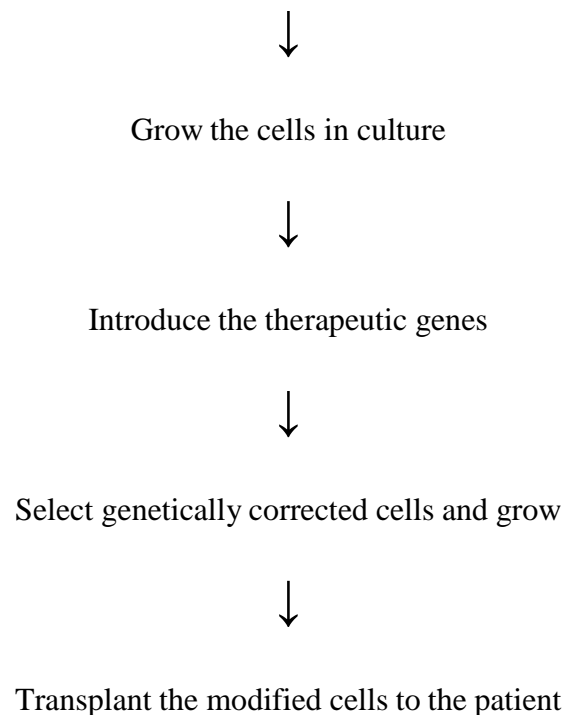 ↓
Grow the cells in culture
↓
Introduce the therapeutic genes
↓
Select genetically corrected cells and grow
↓
Transplant the modified cells to the patient